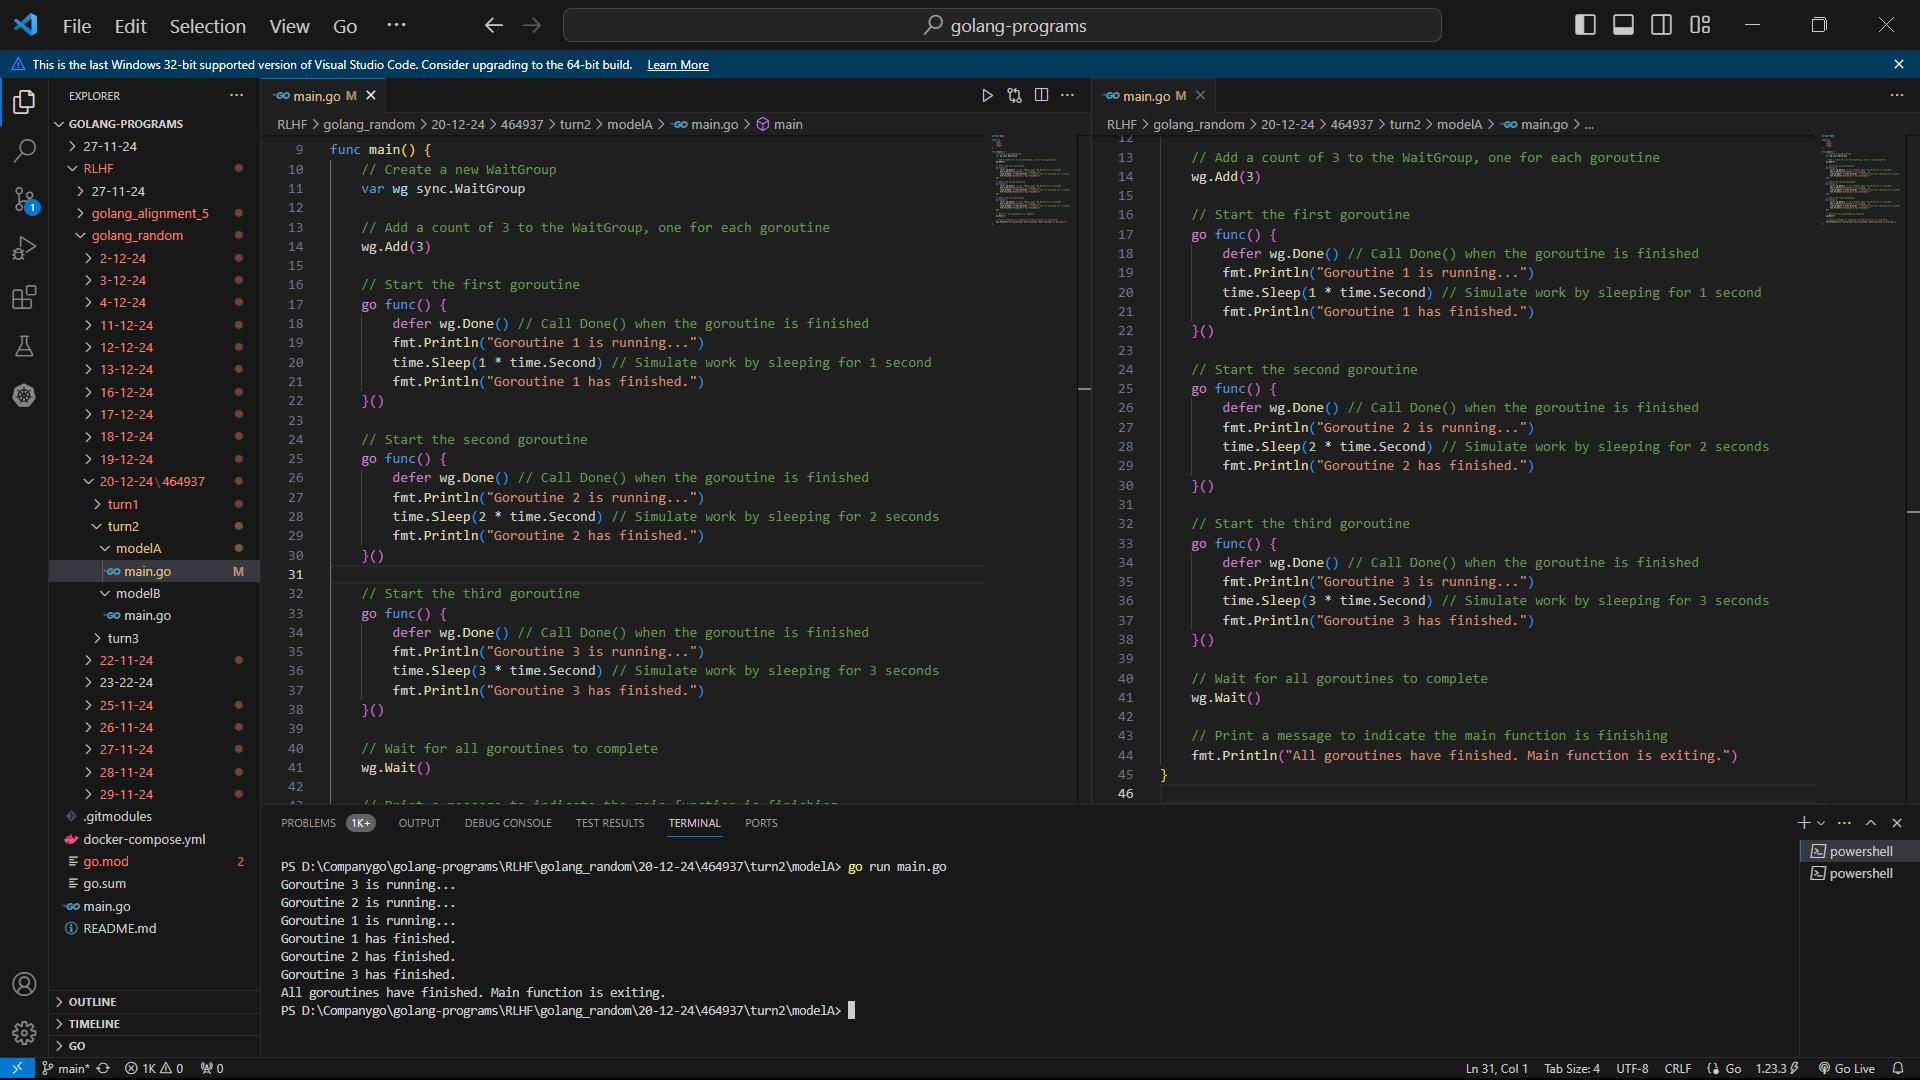 File Edit Selection View Go ··· golang-programs
This is the last Windows 32-bit supported version of Visual Studio Code. Consider upgrading to the 64-bit build. Learn More
EXPLORER ···
GOLANG-PROGRAMS
27-11-24
RLHF
27-11-24
golang_alignment_5
golang_random
2-12-24
3-12-24
4-12-24
11-12-24
12-12-24
13-12-24
16-12-24
17-12-24
18-12-24
19-12-24
20-12-24\464937
turn1
turn2
modelA
main.go M
modelB
main.go
turn3
22-11-24
23-22-24
25-11-24
26-11-24
27-11-24
28-11-24
29-11-24
.gitmodules
docker-compose.yml
go.mod 2
go.sum
main.go
README.md
OUTLINE
TIMELINE
GO
1
main.go M
RLHF > golang_random > 20-12-24 > 464937 > turn2 > modelA > main.go > main
9 func main() {
10 // Create a new WaitGroup
11 var wg sync.WaitGroup
12
13 // Add a count of 3 to the WaitGroup, one for each goroutine
14 wg.Add(3)
15
16 // Start the first goroutine
17 go func() {
18 defer wg.Done() // Call Done() when the goroutine is finished
19 fmt.Println("Goroutine 1 is running...")
20 time.Sleep(1 * time.Second) // Simulate work by sleeping for 1 second
21 fmt.Println("Goroutine 1 has finished.")
22 }()
23
24 // Start the second goroutine
25 go func() {
26 defer wg.Done() // Call Done() when the goroutine is finished
27 fmt.Println("Goroutine 2 is running...")
28 time.Sleep(2 * time.Second) // Simulate work by sleeping for 2 seconds
29 fmt.Println("Goroutine 2 has finished.")
30 }()
31
32 // Start the third goroutine
33 go func() {
34 defer wg.Done() // Call Done() when the goroutine is finished
35 fmt.Println("Goroutine 3 is running...")
36 time.Sleep(3 * time.Second) // Simulate work by sleeping for 3 seconds
37 fmt.Println("Goroutine 3 has finished.")
38 }()
39
40 // Wait for all goroutines to complete
41 wg.Wait()
42
43 // Print a message to indicate the main function is finishing
main.go M
RLHF > golang_random > 20-12-24 > 464937 > turn2 > modelA > main.go > ...
12
13 // Add a count of 3 to the WaitGroup, one for each goroutine
14 wg.Add(3)
15
16 // Start the first goroutine
17 go func() {
18 defer wg.Done() // Call Done() when the goroutine is finished
19 fmt.Println("Goroutine 1 is running...")
20 time.Sleep(1 * time.Second) // Simulate work by sleeping for 1 second
21 fmt.Println("Goroutine 1 has finished.")
22 }()
23
24 // Start the second goroutine
25 go func() {
26 defer wg.Done() // Call Done() when the goroutine is finished
27 fmt.Println("Goroutine 2 is running...")
28 time.Sleep(2 * time.Second) // Simulate work by sleeping for 2 seconds
29 fmt.Println("Goroutine 2 has finished.")
30 }()
31
32 // Start the third goroutine
33 go func() {
34 defer wg.Done() // Call Done() when the goroutine is finished
35 fmt.Println("Goroutine 3 is running...")
36 time.Sleep(3 * time.Second) // Simulate work by sleeping for 3 seconds
37 fmt.Println("Goroutine 3 has finished.")
38 }()
39
40 // Wait for all goroutines to complete
41 wg.Wait()
42
43 // Print a message to indicate the main function is finishing
44 fmt.Println("All goroutines have finished. Main function is exiting.")
45 }
46
PROBLEMS 1K+ OUTPUT DEBUG CONSOLE TEST RESULTS TERMINAL PORTS
PS D:\Companygo\golang-programs\RLHF\golang_random\20-12-24\464937\turn2\modelA> go run main.go
Goroutine 3 is running...
Goroutine 2 is running...
Goroutine 1 is running...
Goroutine 1 has finished.
Goroutine 2 has finished.
Goroutine 3 has finished.
All goroutines have finished. Main function is exiting.
PS D:\Companygo\golang-programs\RLHF\golang_random\20-12-24\464937\turn2\modelA>
powershell
powershell
main* 1K 0 0 Ln 31, Col 1 Tab Size: 4 UTF-8 CRLF Go 1.23.3 Go Live